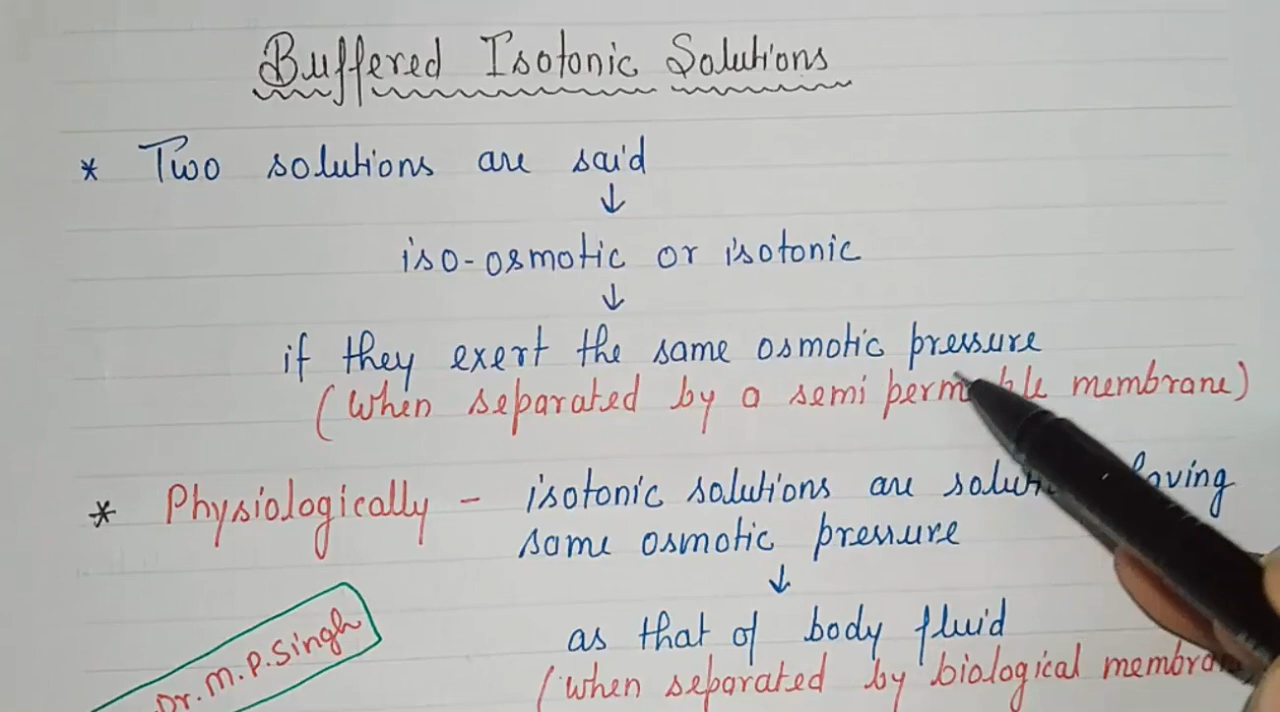 Buffered Isotonic Solutions
* Two solutions are said
↓
iso-osmotic or isotonic
↓
if they exert the same osmotic pressure
(When separated by a semi membrane)
* Physiologically - isotonic solutions are
same osmotic pressure
↓
as that of body fluid
(when separated by biological
Dr. M.P. Singh